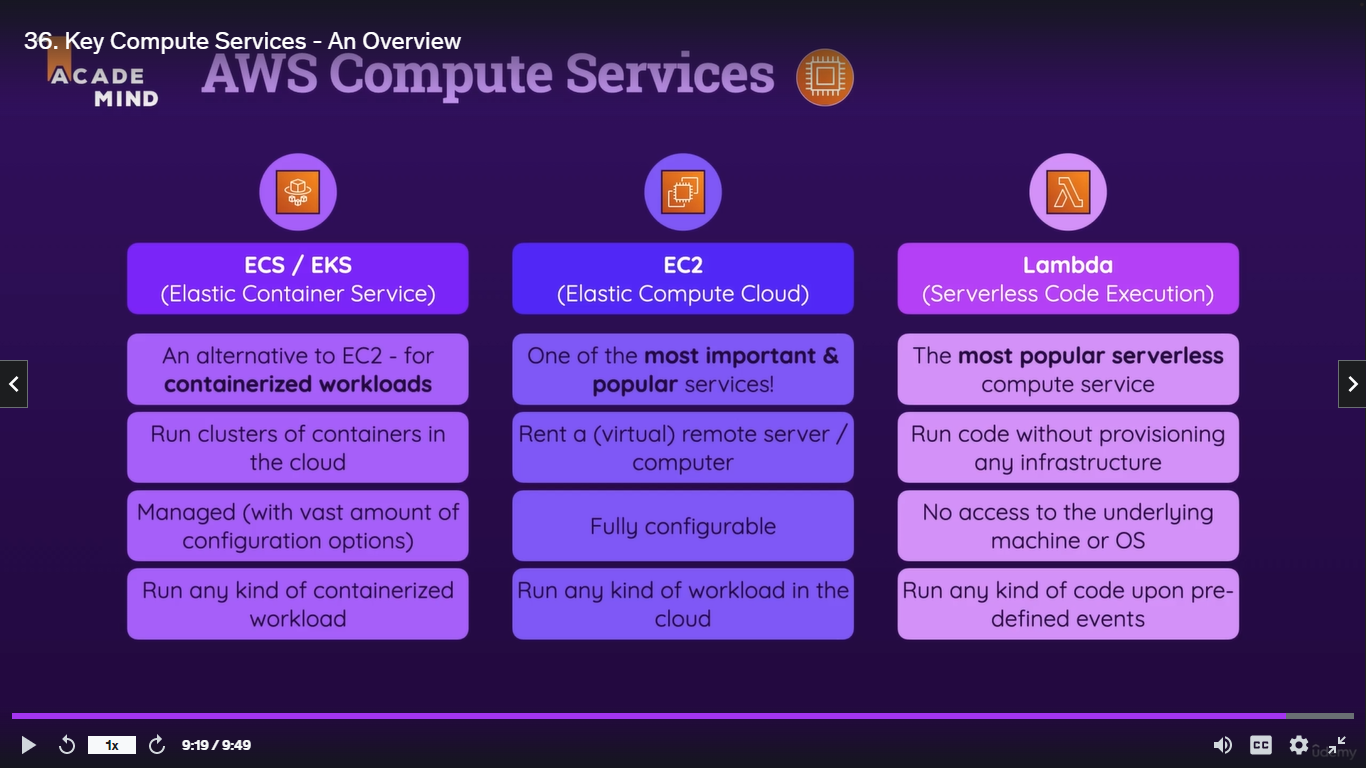 36. Key Compute Services - An Overview
ACADE
MIND
AWS Compute Services
ECS / EKS
(Elastic Container Service)
An alternative to EC2 - for
containerized workloads
Run clusters of containers in
the cloud
Managed (with vast amount of
configuration options)
Run any kind of containerized
workload
EC2
(Elastic Compute Cloud)
One of the most important &
popular services!
Rent a (virtual) remote server /
computer
Fully configurable
Run any kind of workload in the
cloud
Lambda
(Serverless Code Execution)
The most popular serverless
compute service
Run code without provisioning
any infrastructure
No access to the underlying
machine or OS
Run any kind of code upon pre-
defined events
1x
9:19 / 9:49
CC
ûdemy